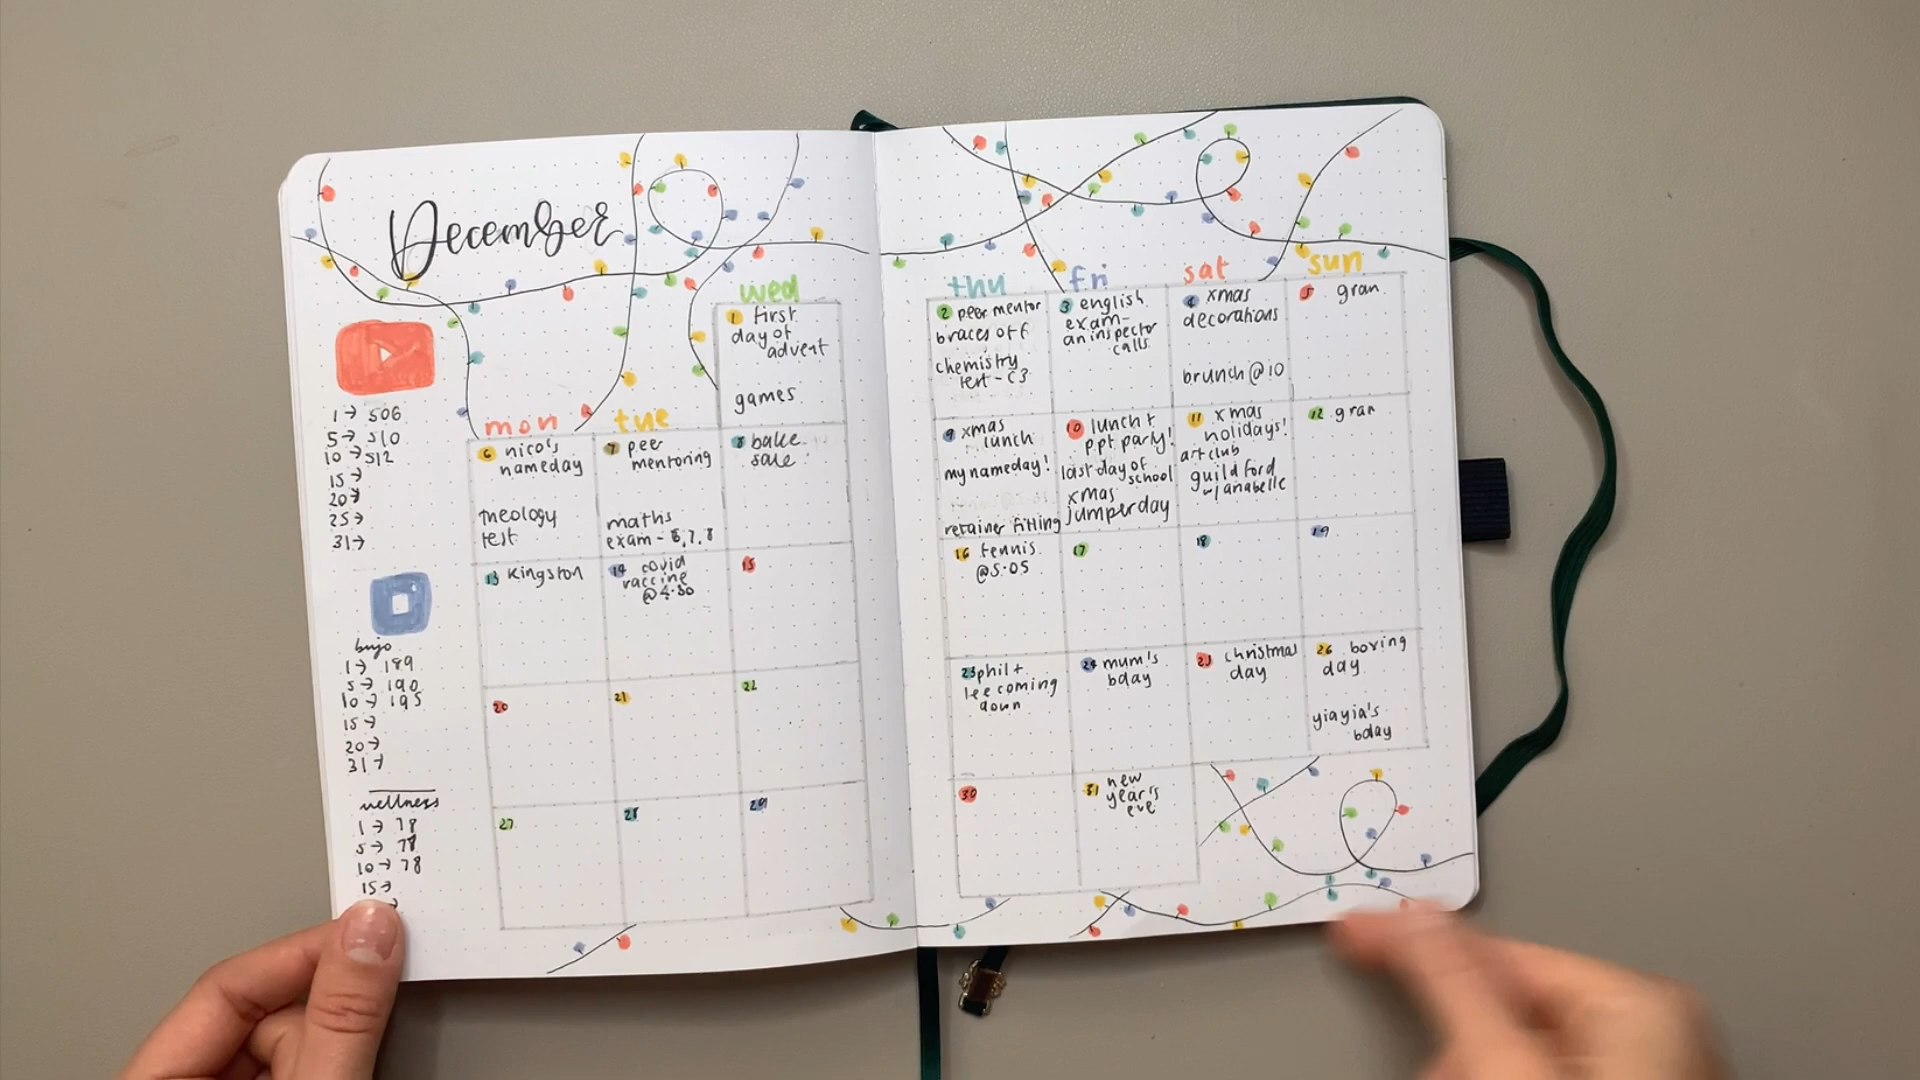 December
1→ 506
5→ 510
10→ 512
15→
20→
25→
31→
bujo
1→ 189
5→ 190
10→ 195
15→
20→
31→
wellness
1→ 78
5→ 78
10→ 78
15→
→
mon
tue
wed
thu
fri
sat
sun
1 first
day of
advent
games
2 peer mentor
braces off
chemistry
test - C3
3 english
exam-
an inspector
calls
4 xmas
decorations
brunch @ 10
5 gran
6 nico's
nameday
theology
test
7 peer
mentoring
maths
exam - 6,7,8
8 bake
sale
9 xmas
lunch
my nameday!
retainer fitting
10 lunch +
ppt party!
last day of
school
xmas
jumper day
11 xmas
holidays!
art club
guildford
w/ anabelle
12 gran
13 kingston
14 covid
vaccine
@4.30
15
16 tennis
@5.05
17
18
19
20
21
22
23 phil +
lee coming
down
24 mum's
bday
25 christmas
day
26 boring
day
yiayia's
bday
27
28
29
30
31 new
year's
eve